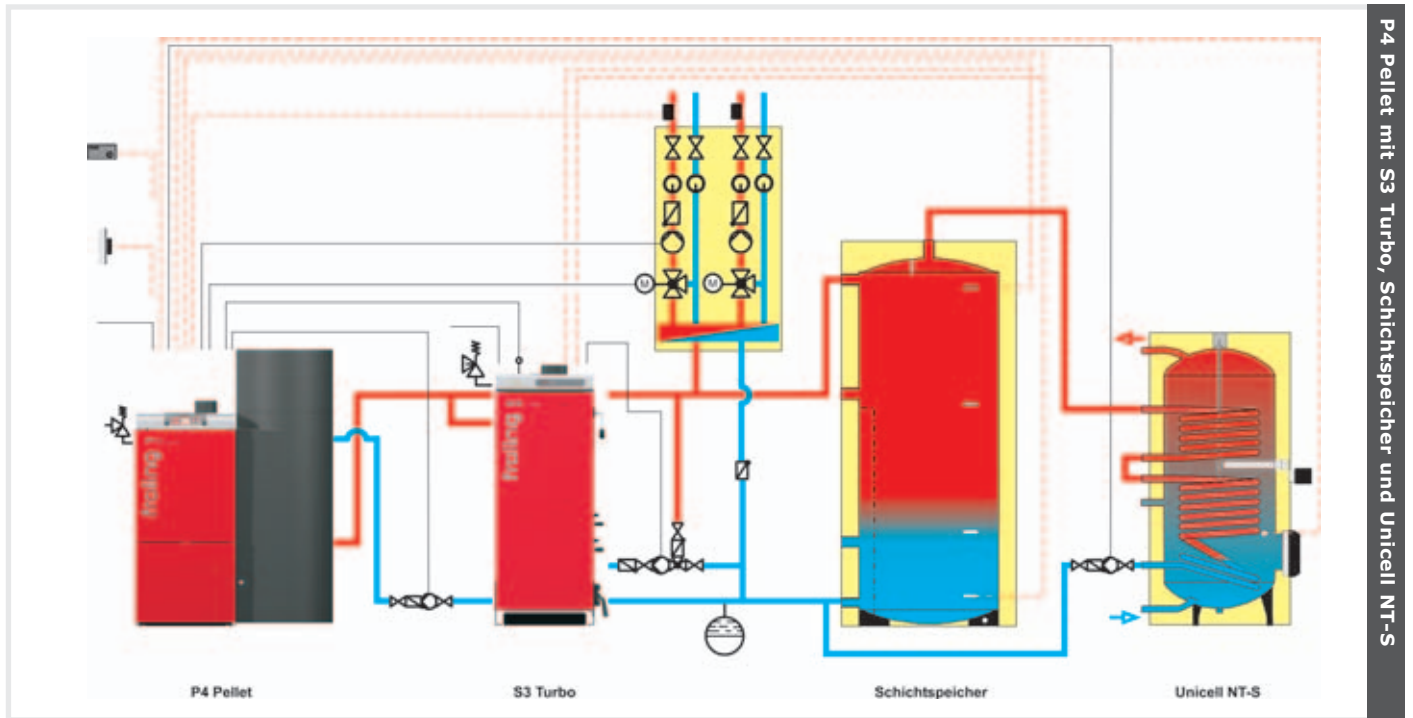 P4 Pellet mit S3 Turbo, Schichtspeicher und Unicell NT-S
M
M
P4 Pellet
S3 Turbo
Schichtspeicher
Unicell NT-S